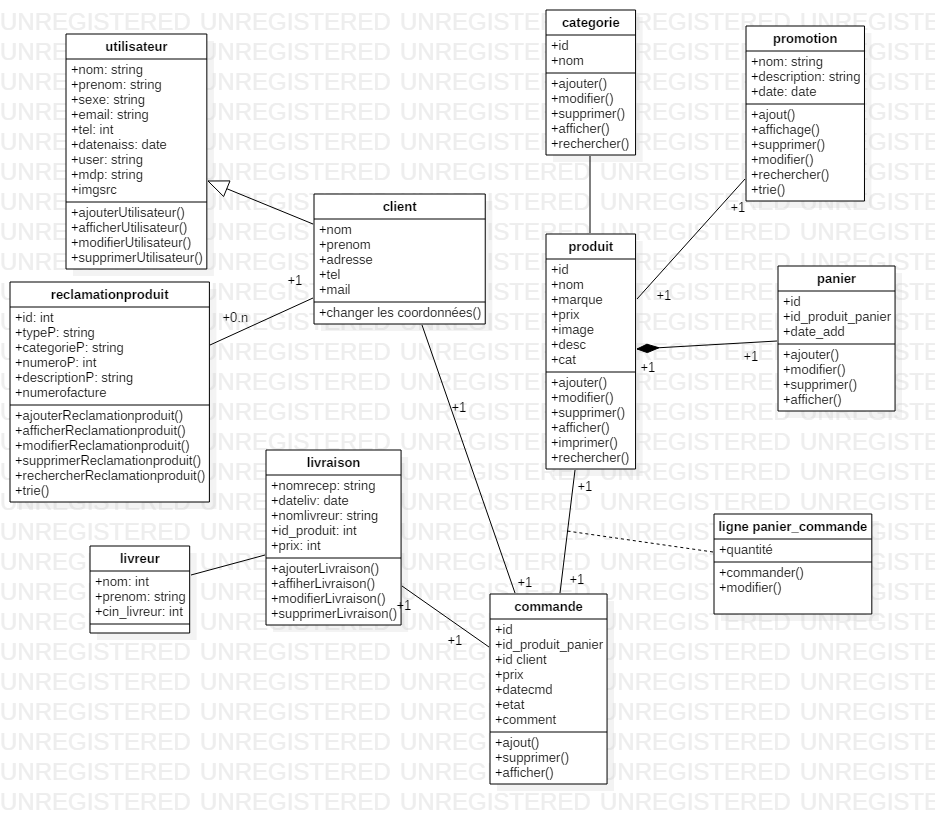 utilisateur
+nom: string
+prenom: string
+sexe: string
+email: string
+tel: int
+datenaiss: date
+user: string
+mdp: string
+imgsrc
+ajouterUtilisateur()
+afficherUtilisateur()
+modifierUtilisateur()
+supprimerUtilisateur()
categorie
+id
+nom
+ajouter()
+modifier()
+supprimer()
+afficher()
+rechercher()
promotion
+nom: string
+description: string
+date: date
+ajout()
+affichage()
+supprimer()
+modifier()
+rechercher()
+trie()
client
+nom
+prenom
+adresse
+tel
+mail
+changer les coordonnées()
+1
+0.n
+1
+1
produit
+id
+nom
+marque
+prix
+image
+desc
+cat
+ajouter()
+modifier()
+supprimer()
+afficher()
+imprimer()
+rechercher()
panier
+id
+id_produit_panier
+date_add
+ajouter()
+modifier()
+supprimer()
+afficher()
+1
+1
reclamationproduit
+id: int
+typeP: string
+categorieP: string
+numeroP: int
+descriptionP: string
+numerofacture
+ajouterReclamationproduit()
+afficherReclamationproduit()
+modifierReclamationproduit()
+supprimerReclamationproduit()
+rechercherReclamationproduit()
+trie()
+1
+1
livraison
+nomrecep: string
+dateliv: date
+nomlivreur: string
+id_produit: int
+prix: int
+ajouterLivraison()
+affiherLivraison()
+modifierLivraison()
+supprimerLivraison()
livreur
+nom: int
+prenom: string
+cin_livreur: int
ligne panier_commande
+quantité
+commander()
+modifier()
+1
+1
+1
+1
commande
+id
+id_produit_panier
+id client
+prix
+datecmd
+etat
+comment
+ajout()
+supprimer()
+afficher()
UNREGISTERED UNREGISTERED UNREGISTERED UNREGISTERED UNREGISTE